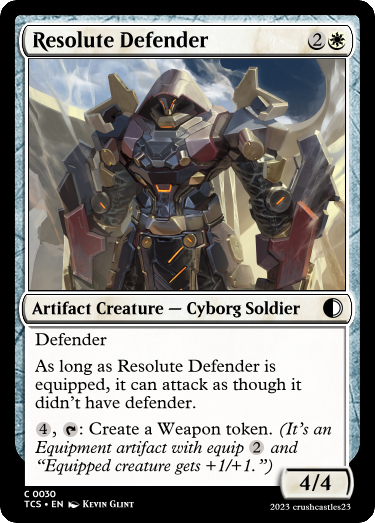 Resolute Defender 2
Artifact Creature — Cyborg Soldier
Defender
As long as Resolute Defender is
equipped, it can attack as though it
didn't have defender.
4, : Create a Weapon token. (It's an
Equipment artifact with equip 2 and
“Equipped creature gets +1/+1.”)
4/4
C 0030
TCS • EN Kevin Glint
2023 crushcastles23